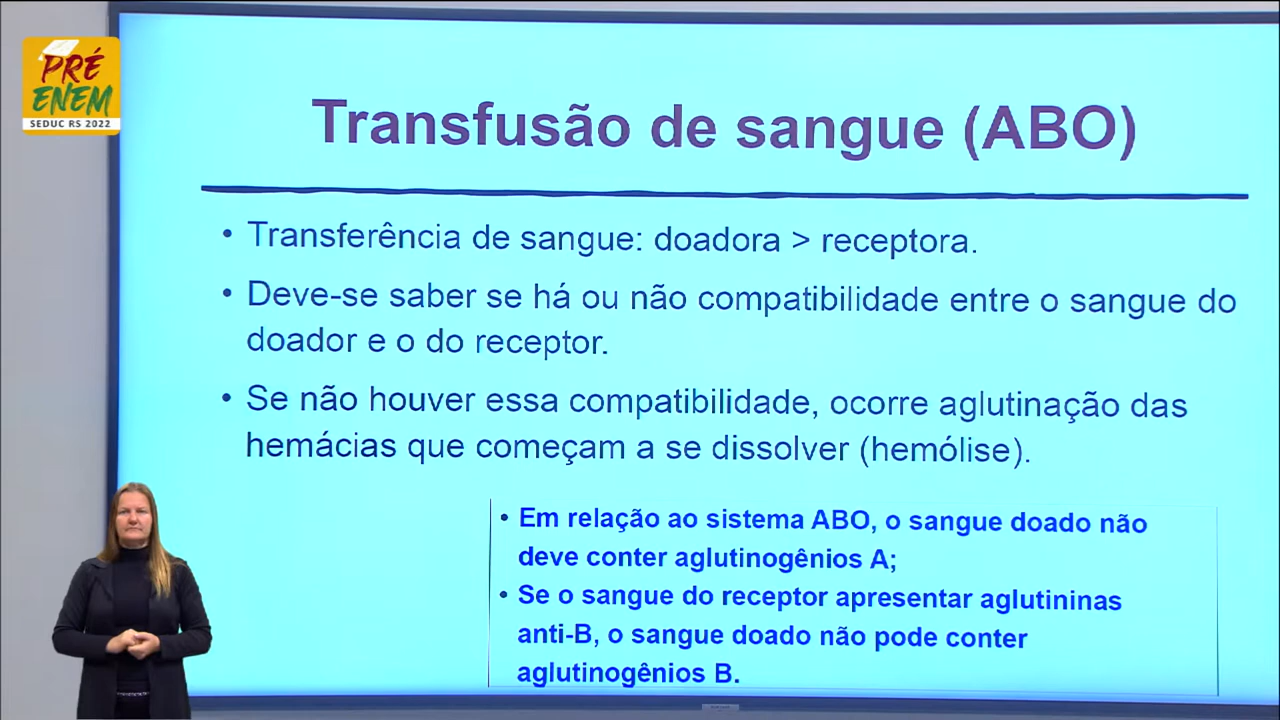 PRÉ
ENEM
SEDUC RS 2022
Transfusão de sangue (ABO)
• Transferência de sangue: doadora > receptora.
• Deve-se saber se há ou não compatibilidade entre o sangue do
doador e o do receptor.
• Se não houver essa compatibilidade, ocorre aglutinação das
hemácias que começam a se dissolver (hemólise).
• Em relação ao sistema ABO, o sangue doado não
deve conter aglutinogênios A;
• Se o sangue do receptor apresentar aglutininas
anti-B, o sangue doado não pode conter
aglutinogênios B.